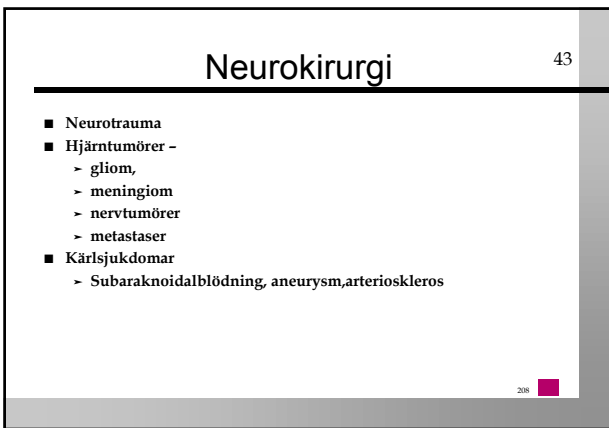 Neurokirurgi
43
■ Neurotrauma
■ Hjärntumörer –
➤ gliom,
➤ meningiom
➤ nervtumörer
➤ metastaser
■ Kärlsjukdomar
➤ Subaraknoidalblödning, aneurysm,arterioskleros
208